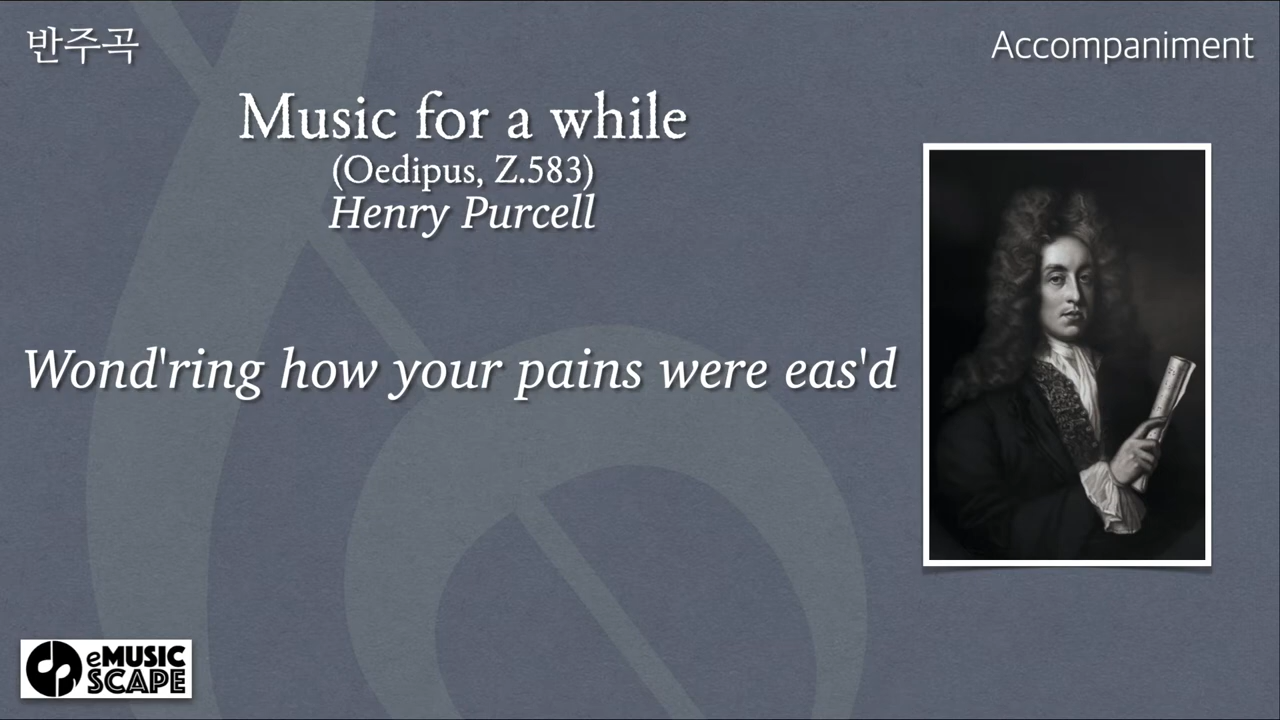 반주곡
Accompaniment
Music for a while
(Oedipus, Z.583)
Henry Purcell
Wond'ring how your pains were eas'd
eMUSIC
SCAPE